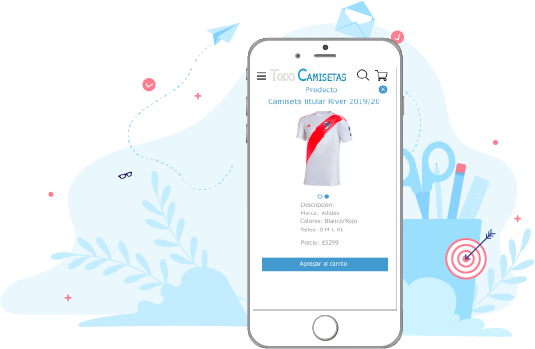 Todo Camisetas
Producto
Camiseta titular River 2019/20
Descripción:
Marca: Adidas
Colores: Blanco/Rojo
Talles: S M L XL
Precio: $3299
Agregar al carrito